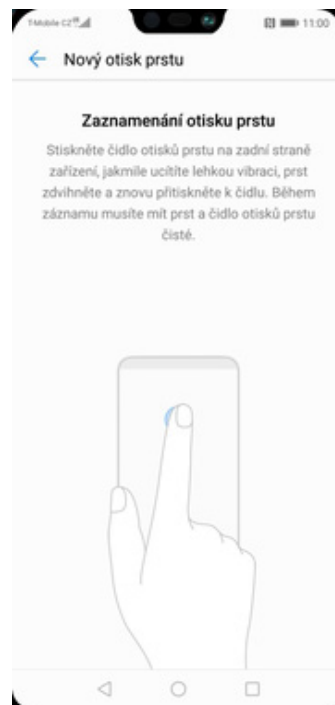 T-Mobile CZ 11:00
Nový otisk prstu
Zaznamenání otisku prstu
Stiskněte čidlo otisků prstu na zadní straně
zařízení, jakmile ucítíte lehkou vibraci, prst
zdvihněte a znovu přitiskněte k čidlu. Během
záznamu musíte mít prst a čidlo otisků prstu
čisté.